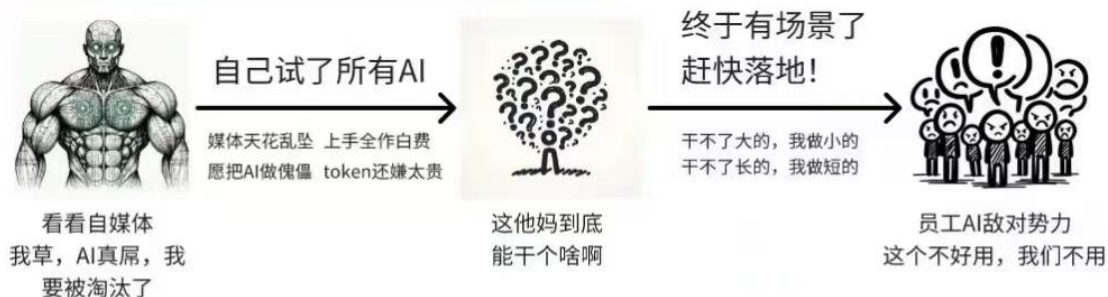 自己试了所有AI
媒体天花乱坠 上手全作白费
愿把AI做傀儡 token还嫌太贵
终于有场景了
赶快落地！
干不了大的，我做小的
干不了长的，我做短的
看看自媒体
我草，AI真屌，我
要被淘汰了
这他妈到底
能干个啥啊
员工AI敌对势力
这个不好用，我们不用